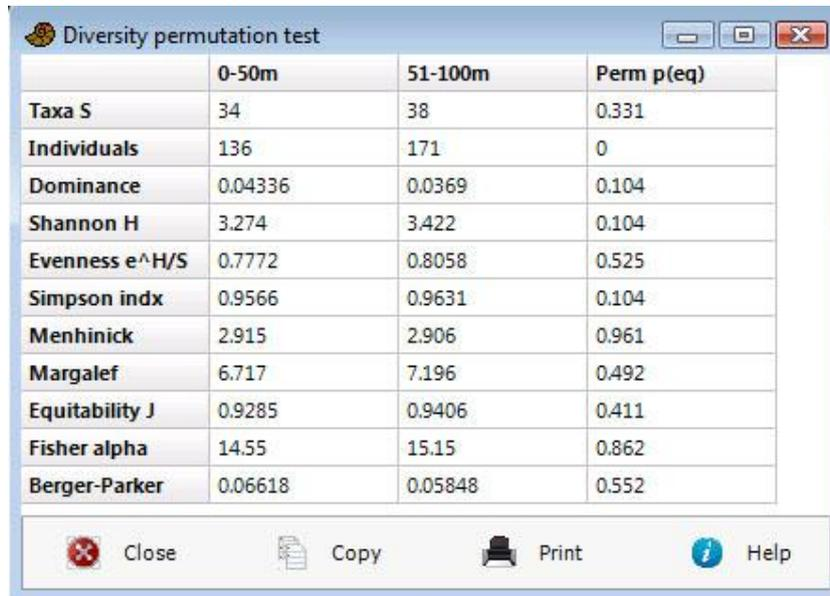 Diversity permutation test
0-50m 51-100m Perm p(eq)
Taxa S 34 38 0.331
Individuals 136 171 0
Dominance 0.04336 0.0369 0.104
Shannon H 3.274 3.422 0.104
Evenness e^H/S 0.7772 0.8058 0.525
Simpson indx 0.9566 0.9631 0.104
Menhinick 2.915 2.906 0.961
Margalef 6.717 7.196 0.492
Equitability J 0.9285 0.9406 0.411
Fisher alpha 14.55 15.15 0.862
Berger-Parker 0.06618 0.05848 0.552
Close Copy Print Help